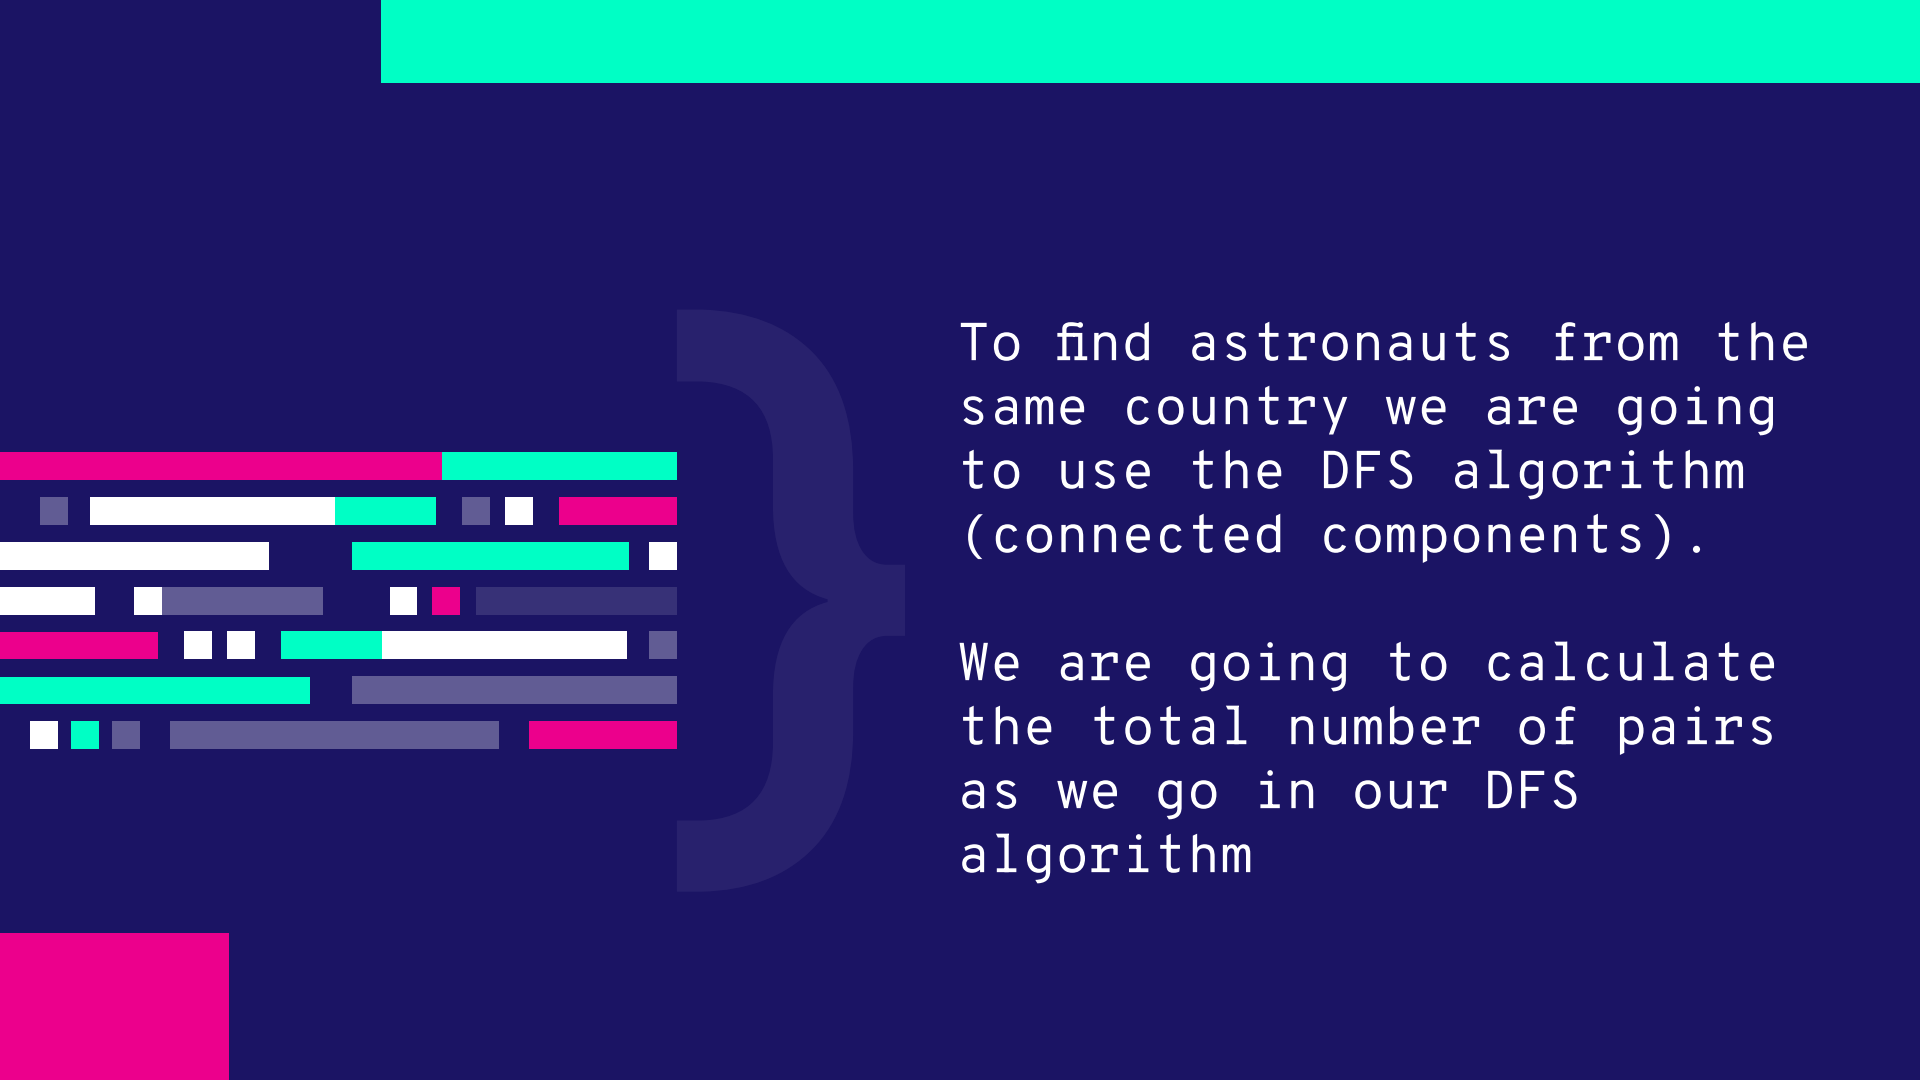 To find astronauts from the
same country we are going
to use the DFS algorithm
(connected components).
We are going to calculate
the total number of pairs
as we go in our DFS
algorithm